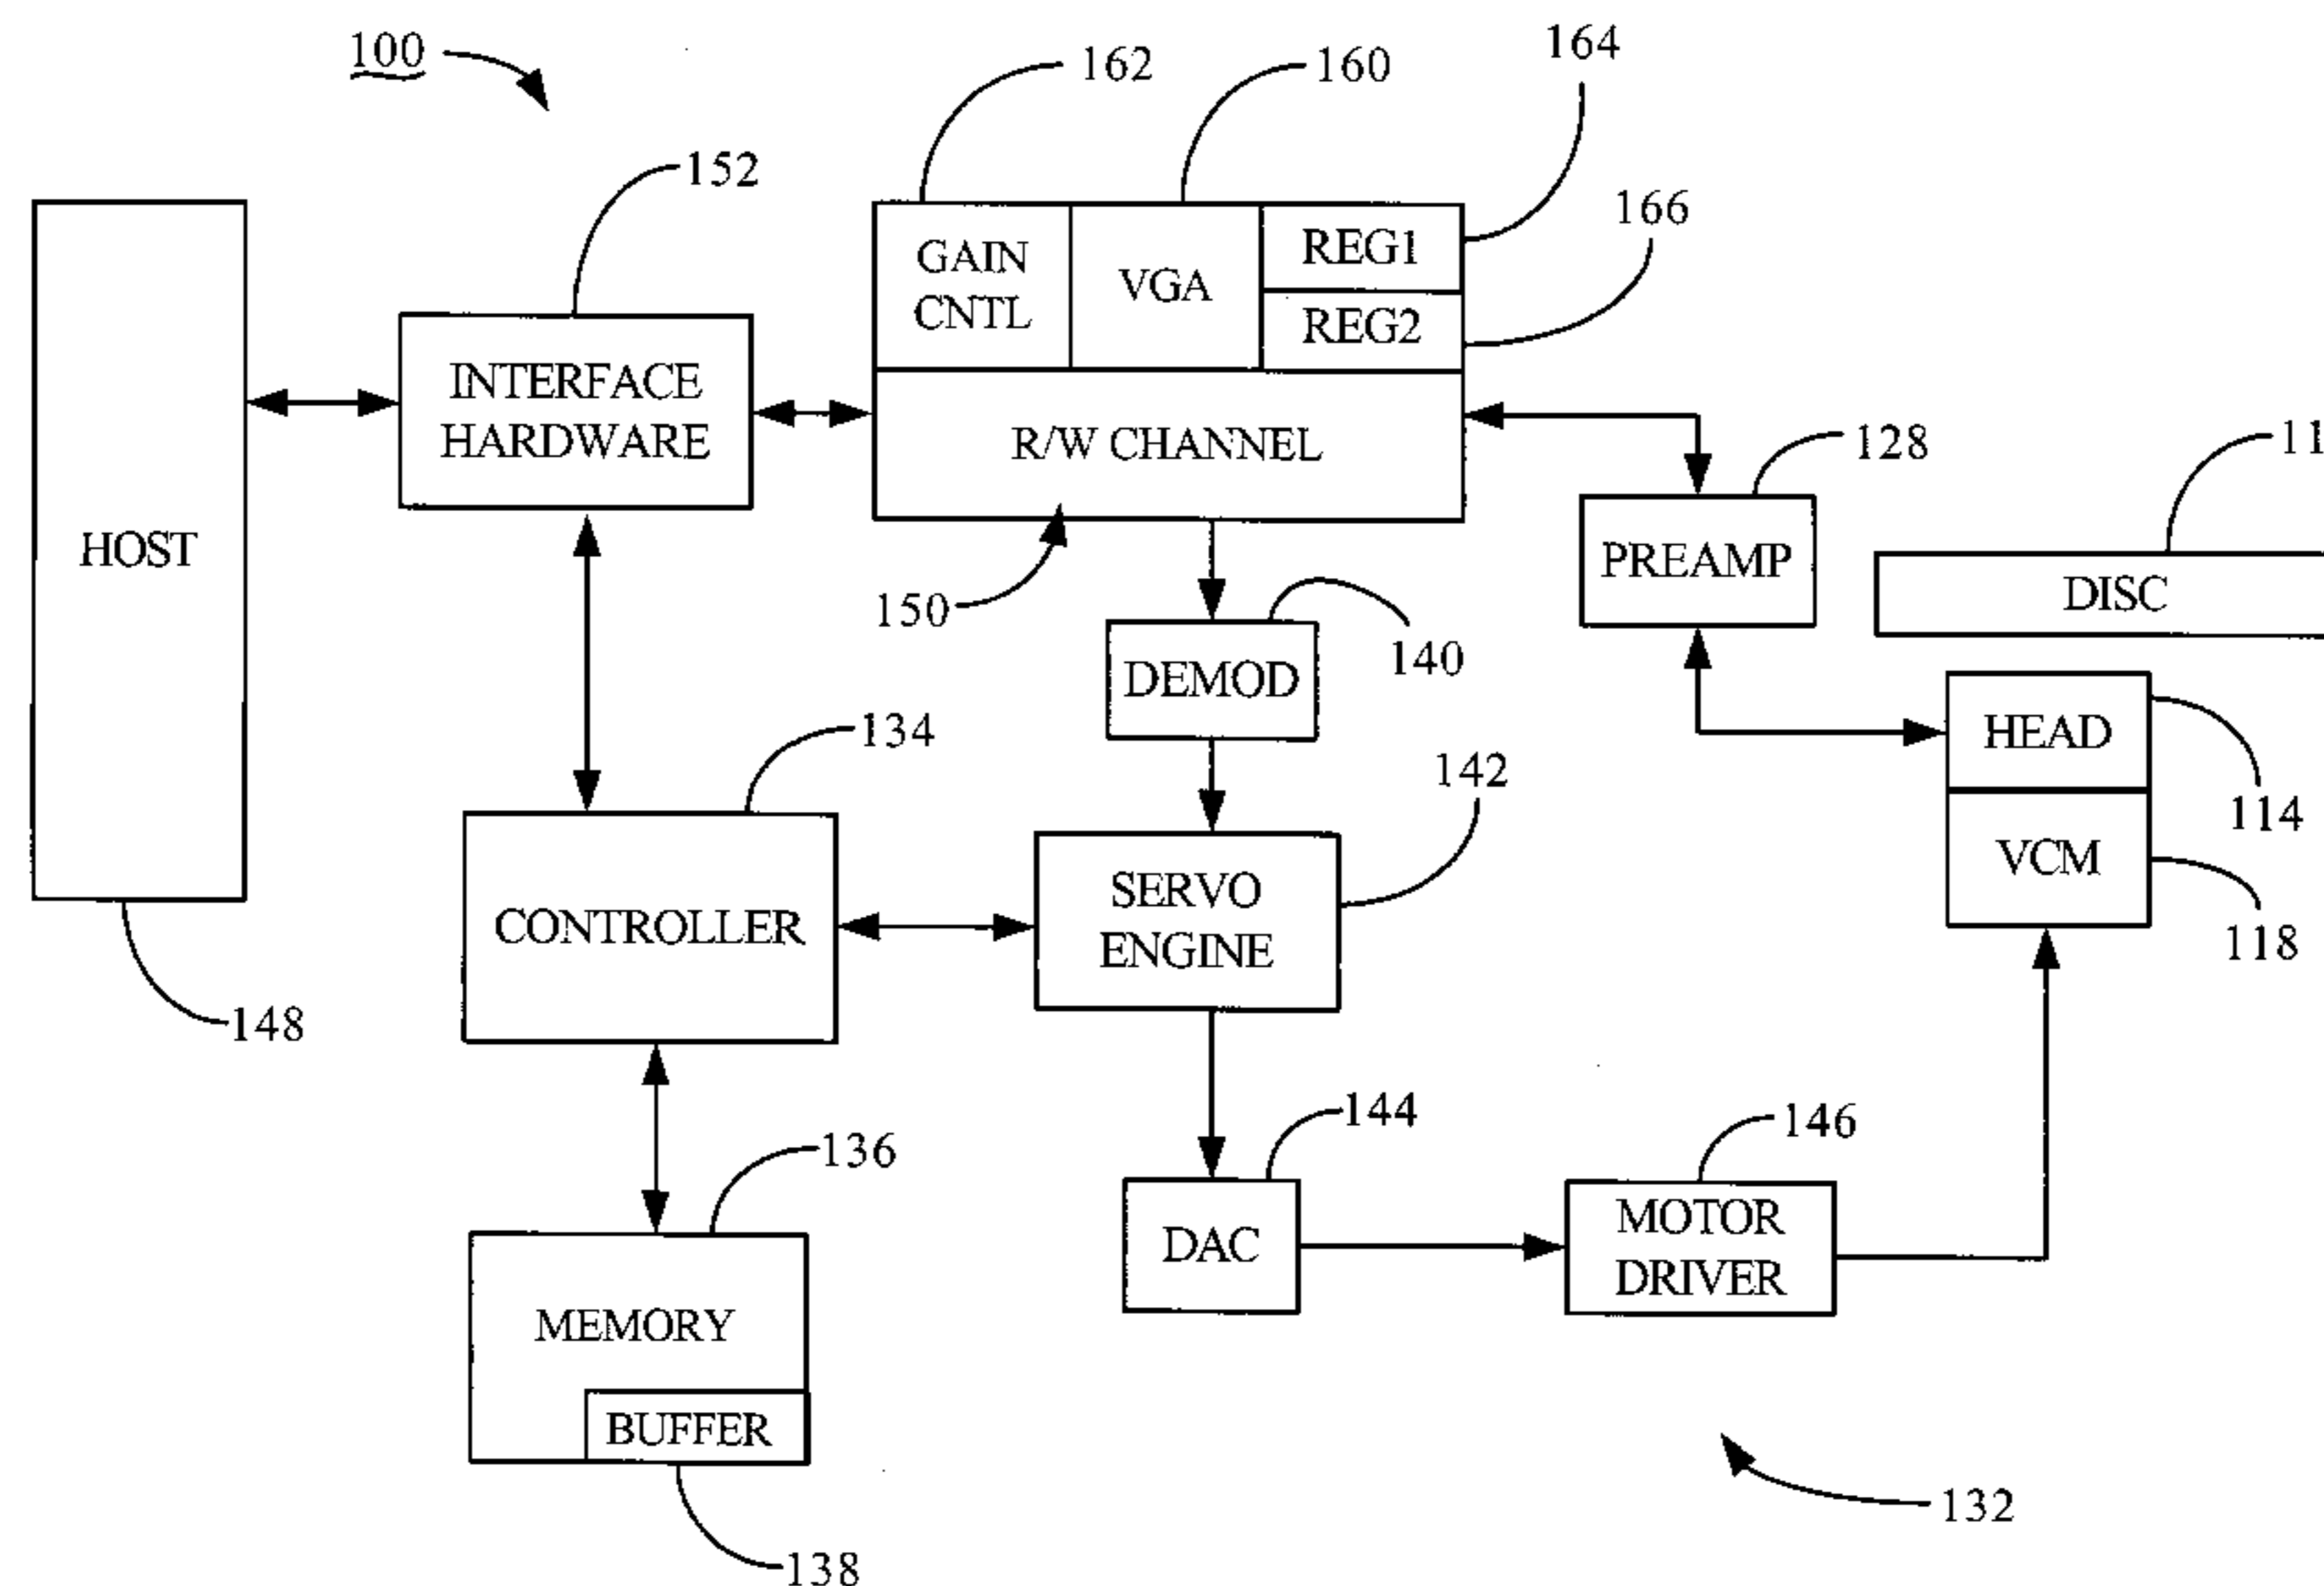 100
162
160
164
152
166
GAIN
CNTL
VGA
REG1
REG2
INTERFACE
HARDWARE
R/W CHANNEL
128
11
HOST
PREAMP
DISC
150
140
DEMOD
134
142
HEAD
114
SERVO
ENGINE
VCM
118
CONTROLLER
148
144
146
136
DAC
MOTOR
DRIVER
MEMORY
BUFFER
132
138